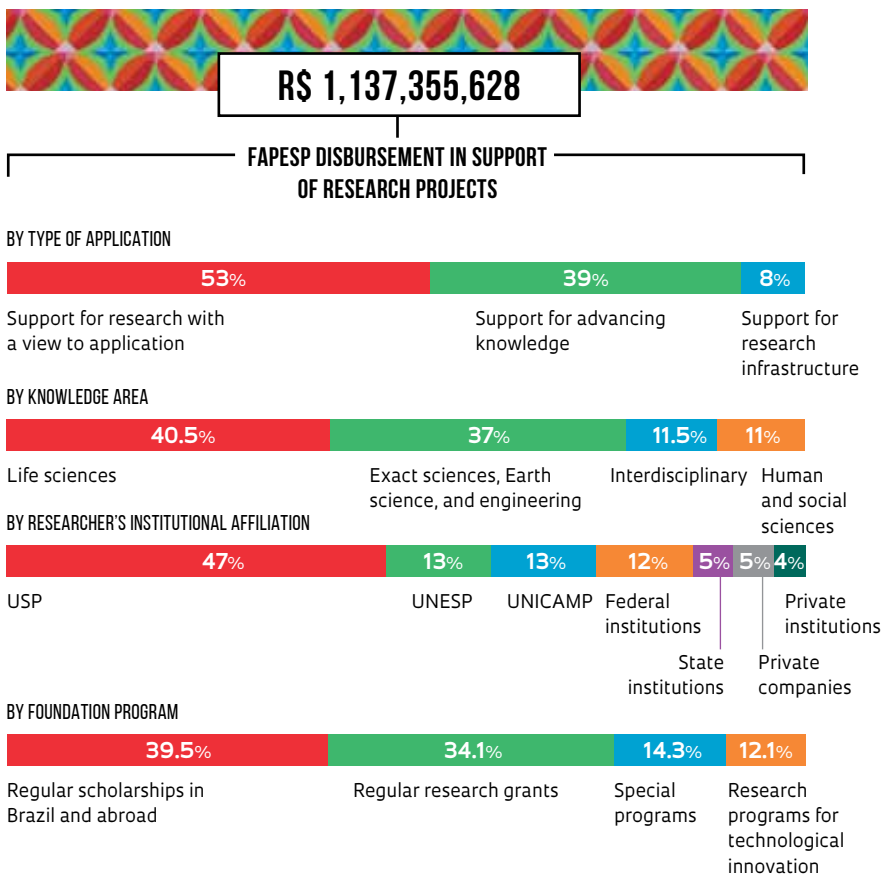 R$ 1,137,355,628
FAPESP DISBURSEMENT IN SUPPORT
OF RESEARCH PROJECTS
BY TYPE OF APPLICATION
53% 39% 8%
Support for research with
a view to application
Support for advancing
knowledge
Support for
research
infrastructure
BY KNOWLEDGE AREA
40.5% 37% 11.5% 11%
Life sciences
Exact sciences, Earth
science, and engineering
Interdisciplinary
Human
and social
sciences
BY RESEARCHER'S INSTITUTIONAL AFFILIATION
47% 13% 13% 12% 5% 5% 4%
USP
UNESP
UNICAMP
Federal
institutions
State
institutions
Private
companies
Private
institutions
BY FOUNDATION PROGRAM
39.5% 34.1% 14.3% 12.1%
Regular scholarships in
Brazil and abroad
Regular research grants
Special
programs
Research
programs for
technological
innovation